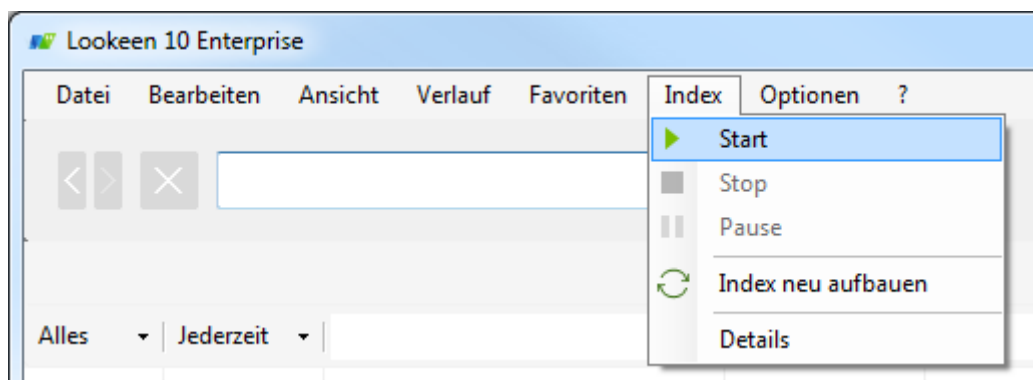 Lookeen 10 Enterprise
Datei Bearbeiten Ansicht Verlauf Favoriten Index Optionen ?
Start
Stop
Pause
Index neu aufbauen
Alles Jederzeit
Details